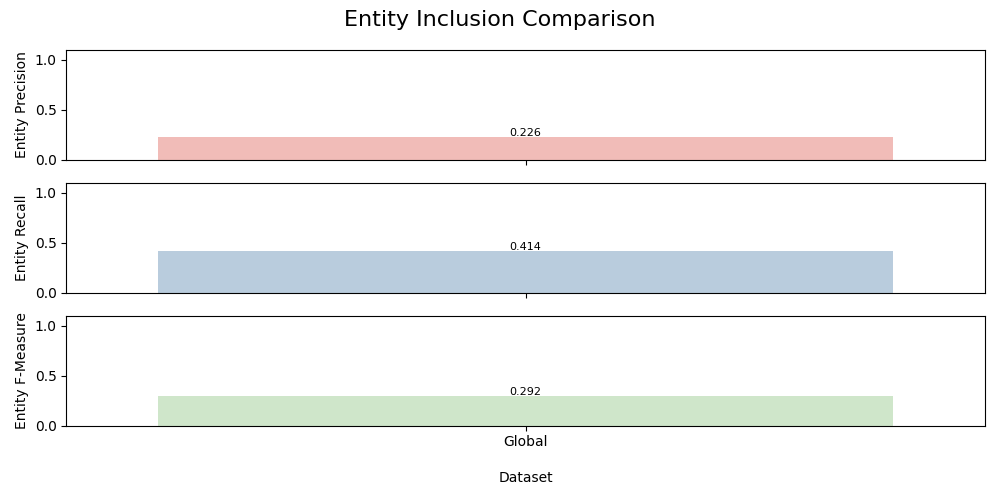 Entity Inclusion Comparison
Entity Precision
1.0
0.5
0.0
0.226
Entity Recall
1.0
0.5
0.0
0.414
Entity F-Measure
1.0
0.5
0.0
0.292
Global
Dataset